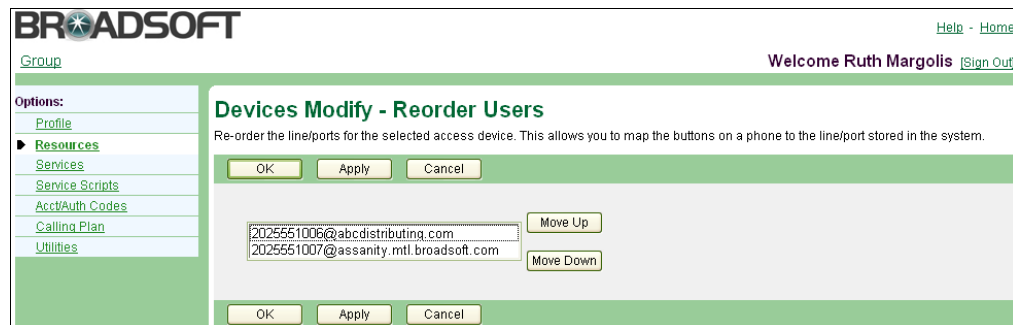 BROADSOFT
Help - Home
Group
Welcome Ruth Margolis [Sign Out]
Options:
Profile
Resources
Services
Service Scripts
Acct/Auth Codes
Calling Plan
Utilities
Devices Modify - Reorder Users
Re-order the line/ports for the selected access device. This allows you to map the buttons on a phone to the line/port stored in the system.
OK Apply Cancel
2025551006@abcdistributing.com
2025551007@assanity.mtl.broadsoft.com
Move Up
Move Down
OK Apply Cancel